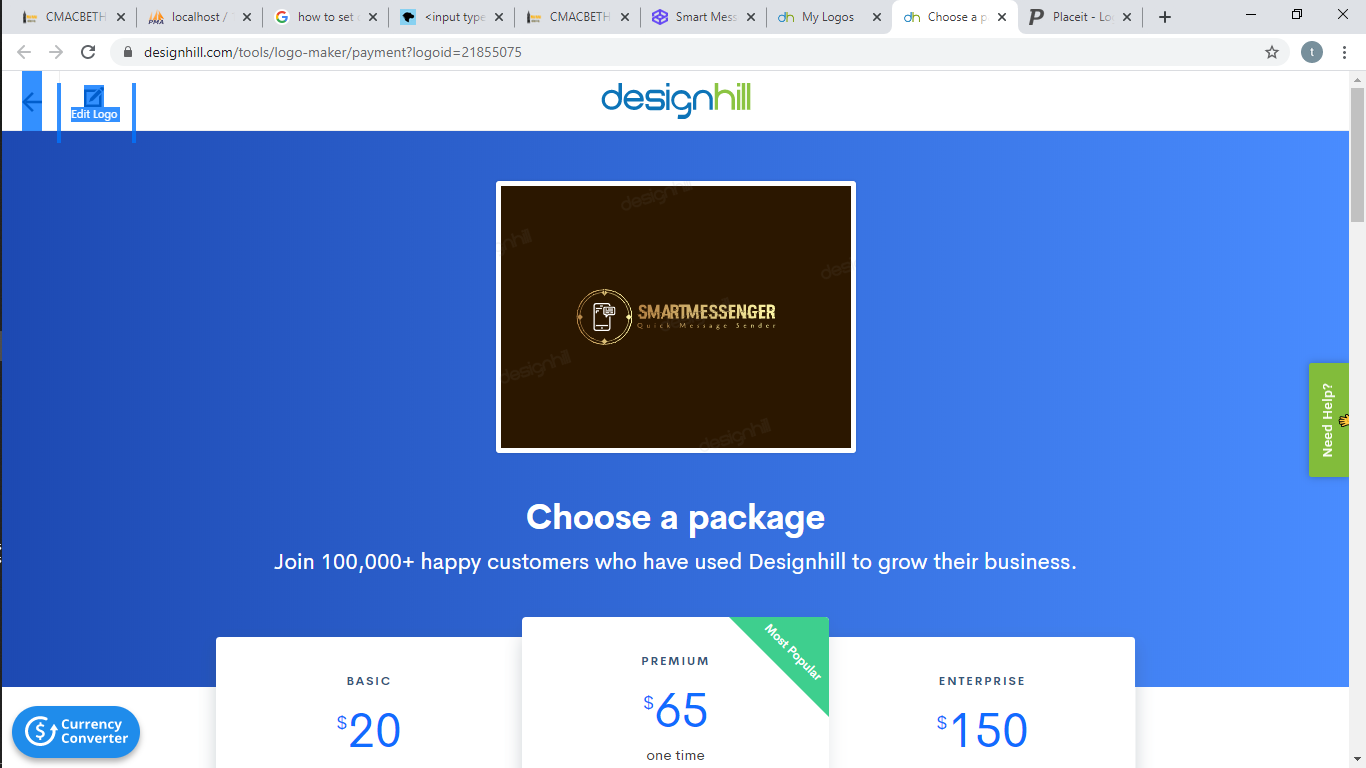 CMACBETH
localhost /
how to set
<input type
CMACBETH
Smart Mess
My Logos
Choose a p
Placeit - Lo
designhill.com/tools/logo-maker/payment?logoid=21855075
t
Edit Logo
designhill
designhill
designhill
SMARTMESSENGER
Quick Message Sender
designhill
designhill
Need Help?
Choose a package
Join 100,000+ happy customers who have used Designhill to grow their business.
Most Popular
PREMIUM
$65
one time
BASIC
$20
ENTERPRISE
$150
Currency
Converter